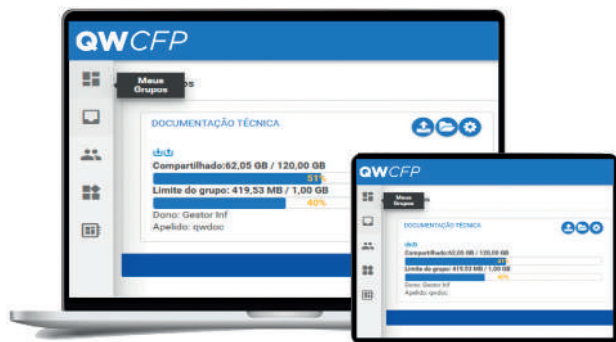 QWCFP
Meus
Grupos
os
DOCUMENTAÇÃO TÉCNICA
Compartilhado:62,05 GB / 120,00 GB
51%
Limite do grupo: 419,53 MB / 1,00 GB
40%
Dono: Gestor Inf
Apelido: qwdoc
QWCFP
Meus
Grupos
os
DOCUMENTAÇÃO TÉCNICA
Compartilhado:62,05 GB / 120,00 GB
Limite do grupo: 419,53 MB / 1,00 GB
40%
Dono: Gestor Inf
Apelido: qwdoc